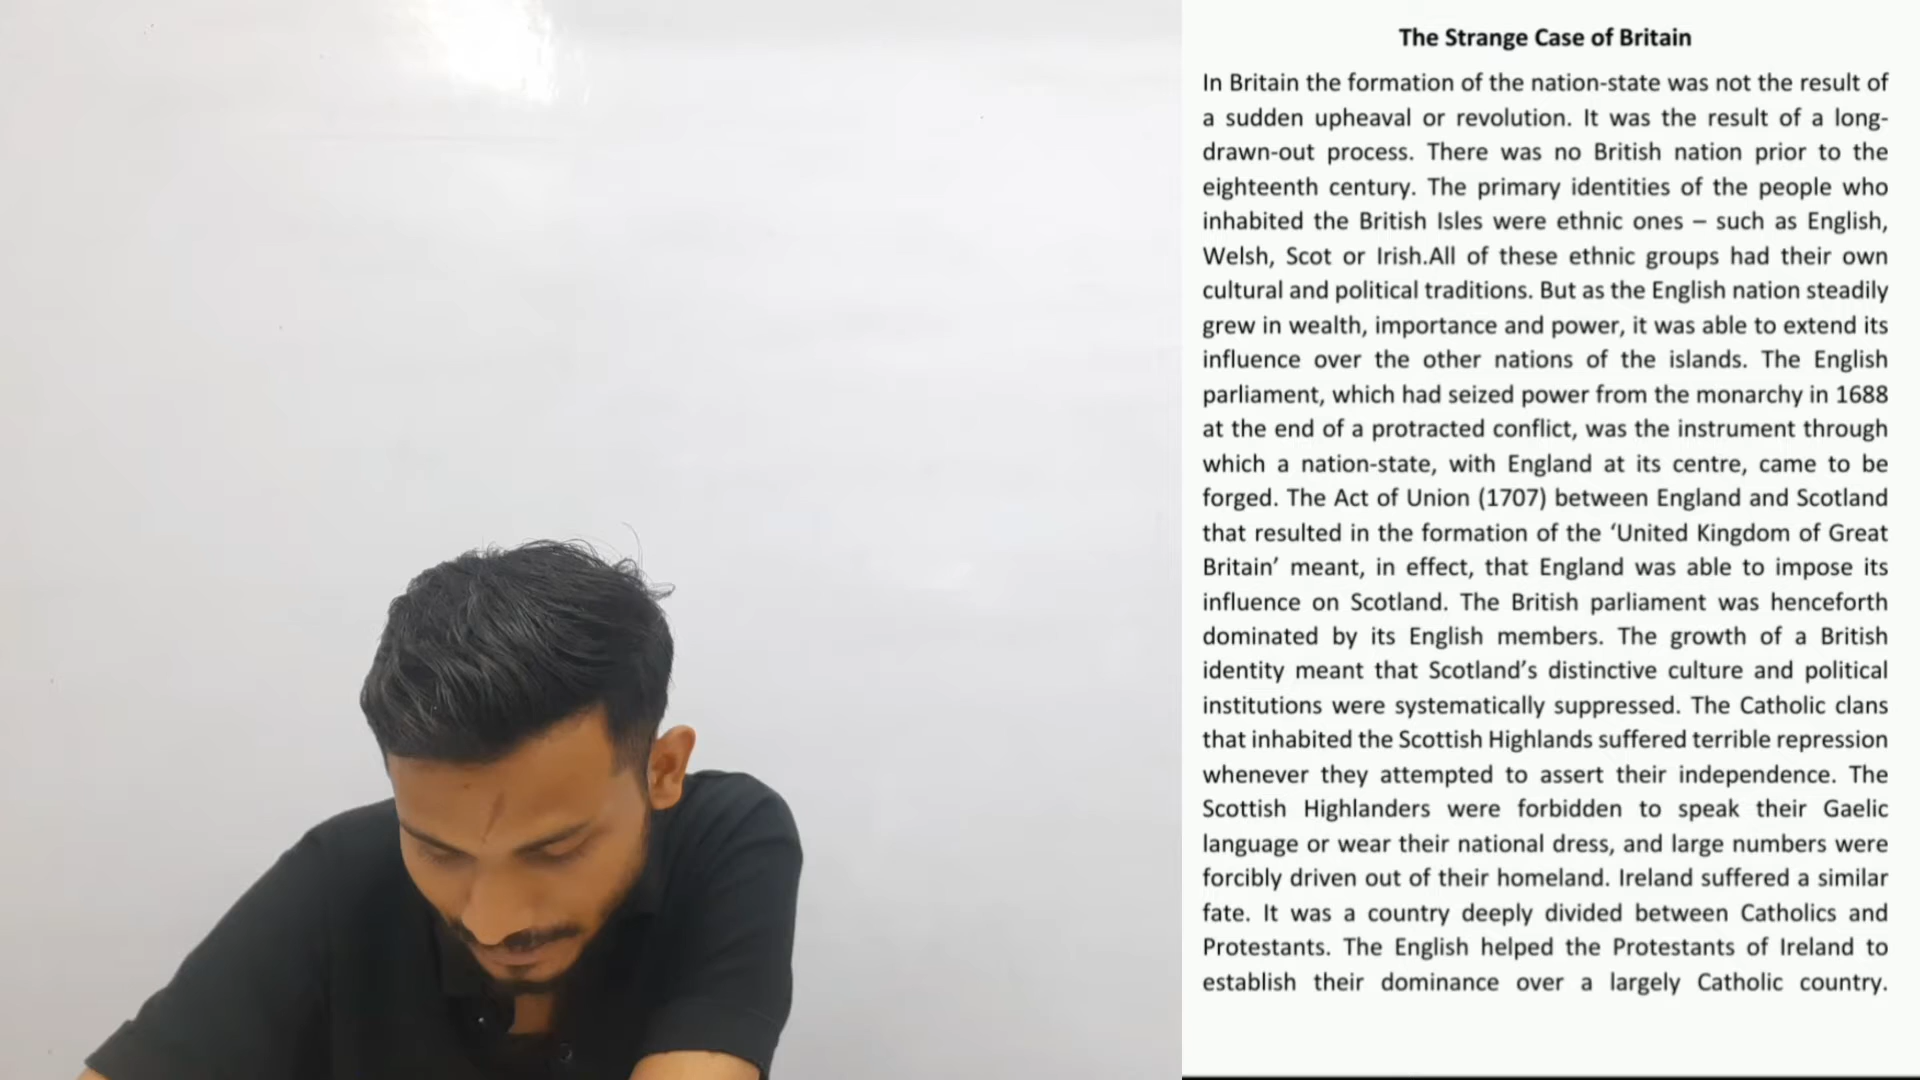 The Strange Case of Britain
In Britain the formation of the nation-state was not the result of
a sudden upheaval or revolution. It was the result of a long-
drawn-out process. There was no British nation prior to the
eighteenth century. The primary identities of the people who
inhabited the British Isles were ethnic ones – such as English,
Welsh, Scot or Irish.All of these ethnic groups had their own
cultural and political traditions. But as the English nation steadily
grew in wealth, importance and power, it was able to extend its
influence over the other nations of the islands. The English
parliament, which had seized power from the monarchy in 1688
at the end of a protracted conflict, was the instrument through
which a nation-state, with England at its centre, came to be
forged. The Act of Union (1707) between England and Scotland
that resulted in the formation of the ‘United Kingdom of Great
Britain’ meant, in effect, that England was able to impose its
influence on Scotland. The British parliament was henceforth
dominated by its English members. The growth of a British
identity meant that Scotland’s distinctive culture and political
institutions were systematically suppressed. The Catholic clans
that inhabited the Scottish Highlands suffered terrible repression
whenever they attempted to assert their independence. The
Scottish Highlanders were forbidden to speak their Gaelic
language or wear their national dress, and large numbers were
forcibly driven out of their homeland. Ireland suffered a similar
fate. It was a country deeply divided between Catholics and
Protestants. The English helped the Protestants of Ireland to
establish their dominance over a largely Catholic country.